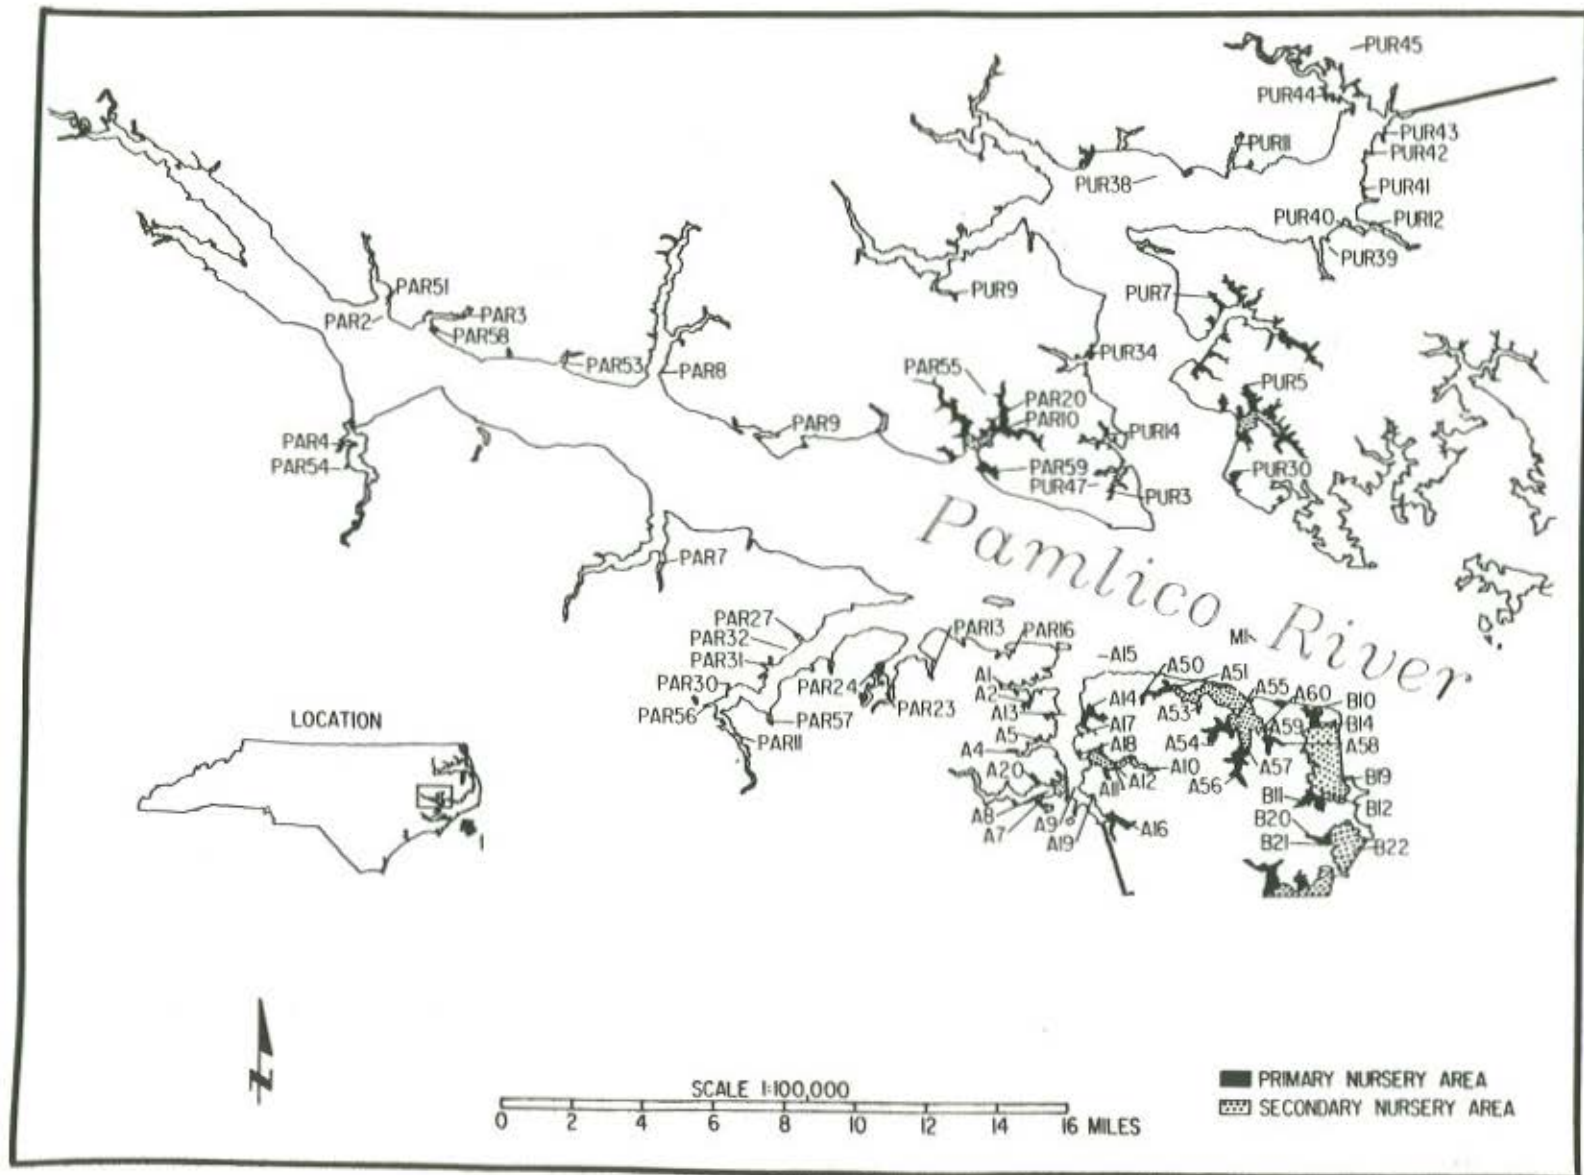 PUR45
PUR44
PUR43
PUR11
PUR42
PUR38
PUR41
PUR40
PUR12
PUR39
PAR51
PUR9
PUR7
PAR2
PAR3
PAR58
PUR34
PAR53
PAR8
PAR55
PUR5
PAR20
PAR10
PAR9
PUR14
PAR4
PAR54
PAR59
PUR30
PUR47
PUR3
Pamlico River
PAR7
PAR27
PAR32
PAR13
PAR16
M1
PAR31
A15
A50
A51
A1
A55
A60
PAR30
PAR24
A2
A14
B10
PAR56
PAR57
PAR23
A13
A17
A53
A59
B14
LOCATION
PAR11
A5
A4
A18
A54
A58
A20
A10
A12
A11
A56
A57
B19
B11
B12
A8
A7
A9
A19
A16
B20
B21
B22
N
SCALE 1:100,000
0 2 4 6 8 10 12 14 16 MILES
PRIMARY NURSERY AREA
SECONDARY NURSERY AREA